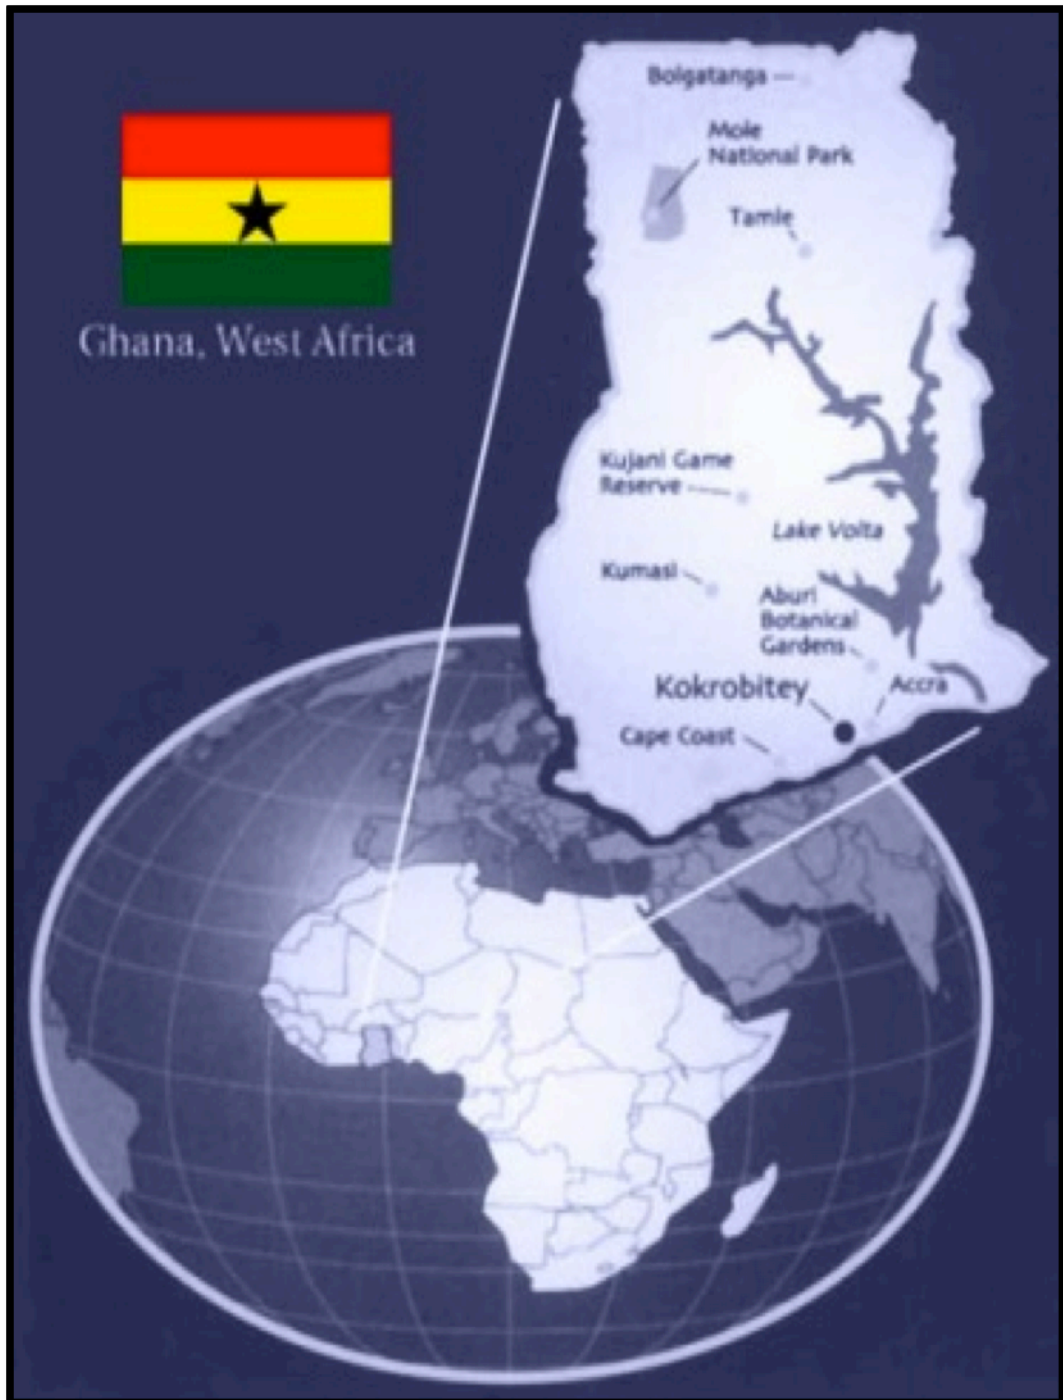 Ghana, West Africa
Bolgatanga
Mole
National Park
Tamle
Kujani Game
Reserve
Lake Volta
Kumasi
Aburi
Botanical
Gardens
Kokrobitey
Accra
Cape Coast